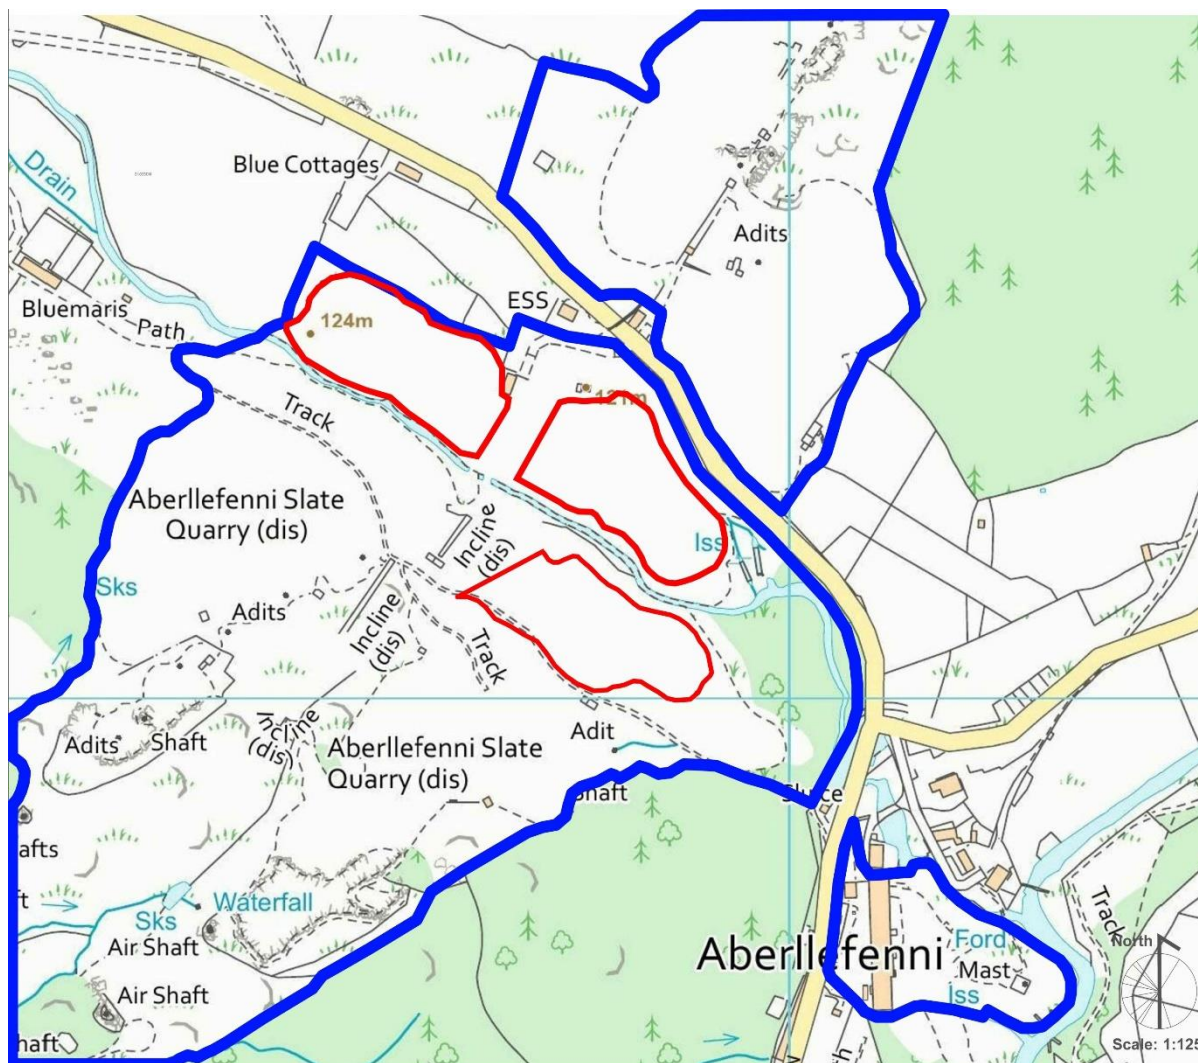 Blue Cottages
Drain
Adits
Bluemaris
Path
124m
ESS
121m
Track
Aberllefenni Slate
Quarry (dis)
Incline
(dis)
Iss
Sks
Adits
Incline
(dis)
Track
Adits
Shaft
Incline
(dis)
Aberllefenni Slate
Quarry (dis)
Adit
Shaft
Sluice
afts
ft
Waterfall
Sks
Air Shaft
Air Shaft
haft
Aberllefenni
Ford
Mast
Iss
Track
North
Scale: 1:125